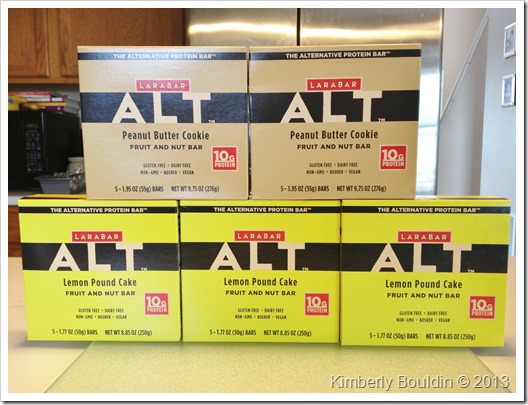 THE ALTERNATIVE PROTEIN BAR™
LÄRABAR
ALT™
Peanut Butter Cookie
FRUIT AND NUT BAR
10G
PROTEIN
GLUTEN FREE • DAIRY FREE
NON-GMO • KOSHER • VEGAN
5 - 1.95 OZ (55g) BARS NET WT 9.75 OZ (276g)
THE ALTERNATIVE PROTEIN BAR™
LÄRABAR
ALT™
Peanut Butter Cookie
FRUIT AND NUT BAR
10G
PROTEIN
GLUTEN FREE • DAIRY FREE
NON-GMO • KOSHER • VEGAN
5 - 1.95 OZ (55g) BARS NET WT 9.75 OZ (276g)
THE ALTERNATIVE PROTEIN BAR™
LÄRABAR
ALT™
Lemon Pound Cake
FRUIT AND NUT BAR
10G
PROTEIN
GLUTEN FREE • DAIRY FREE
NON-GMO • KOSHER • VEGAN
5 - 1.77 OZ (50g) BARS NET WT 8.85 OZ (250g)
THE ALTERNATIVE PROTEIN BAR™
LÄRABAR
ALT™
Lemon Pound Cake
FRUIT AND NUT BAR
10G
PROTEIN
GLUTEN FREE • DAIRY FREE
NON-GMO • KOSHER • VEGAN
5 - 1.77 OZ (50g) BARS NET WT 8.85 OZ (250g)
THE ALTERNATIVE PROTEIN BAR™
LÄRABAR
ALT™
Lemon Pound Cake
FRUIT AND NUT BAR
10G
PROTEIN
GLUTEN FREE • DAIRY FREE
NON-GMO • KOSHER • VEGAN
5 - 1.77 OZ (50g) BARS NET WT 8.85 OZ (250g)
Kimberly Bouldin © 2013